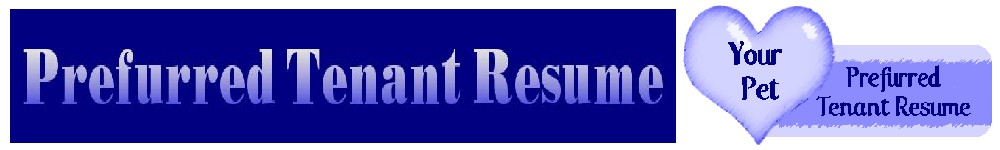 Prefurred Tenant Resume
Your
Pet
Prefurred
Tenant Resume